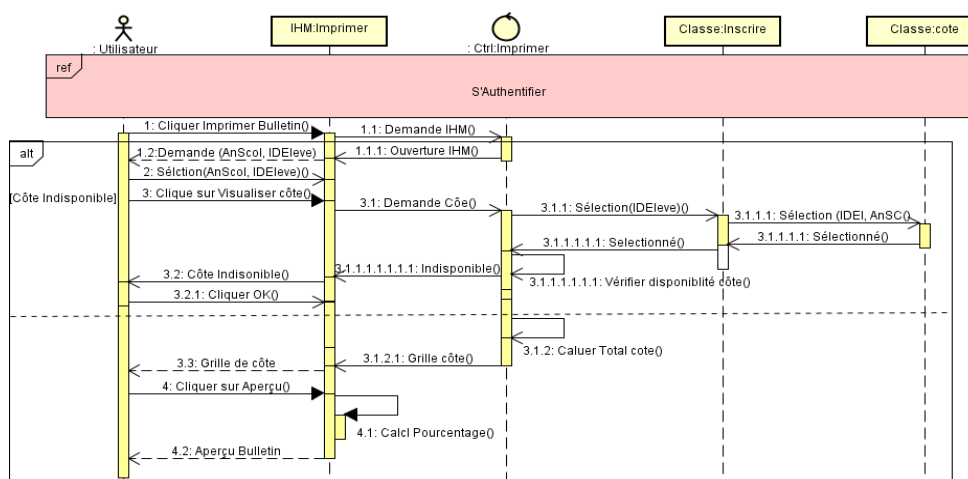 IHM:Imprimer
Classe:Inscrire
Classe:cote
: Utilisateur
: Ctrl:Imprimer
ref
S'Authentifier
1: Cliquer Imprimer Bulletin()
1.1: Demande IHM()
alt
1.2:Demande (AnScol, IDEleve)
1.1.1: Ouverture IHM()
2: Sélction(AnScol, IDEleve)()
[Côte Indisponible]
3: Clique sur Visualiser côte()
3.1: Demande Côe()
3.1.1: Sélection(IDEleve)()
3.1.1.1: Sélection (IDEl, AnSC()
3.1.1.1.1.1: Selectionné()
3.1.1.1.1: Sélectionné()
3.2: Côte Indisonible()
3.1.1.1.1.1.1.1: Indisponible()
3.1.1.1.1.1.1: Vérifier disponiblité côte()
3.2.1: Cliquer OK()
3.1.2: Caluer Total cote()
3.3: Grille de côte
3.1.2.1: Grille côte()
4: Cliquer sur Aperçu()
4.1: Calcl Pourcentage()
4.2: Aperçu Bulletin